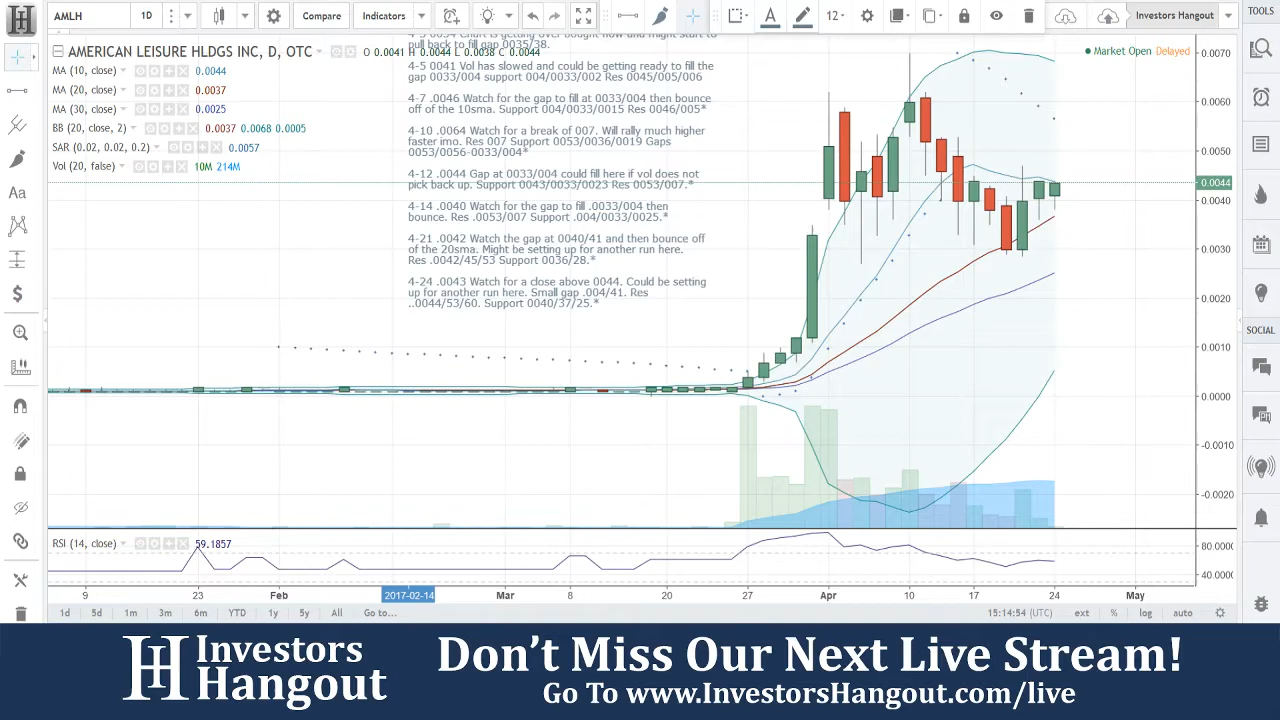 AMLH
1D
Compare
Indicators
12
Investors Hangout
TOOLS
AMERICAN LEISURE HLDGS INC, D, OTC
O 0.0041 H 0.0044 L 0.0038 C 0.0044
Market Open Delayed
MA (10, close) 0.0044
MA (20, close) 0.0037
MA (30, close) 0.0025
BB (20, close, 2) 0.0037 0.0068 0.0005
SAR (0.02, 0.02, 0.2) 0.0057
Vol (20, false) 10M 214M
pull back to fill gap 0035/38.
4-5 0041 Vol has slowed and could be getting ready to fill the
gap 0033/004 support 004/0033/002 Res 0045/005/006
4-7 .0046 Watch for the gap to fill at 0033/004 then bounce
off of the 10sma. Support 004/0033/0015 Res 0046/005*
4-10 .0064 Watch for a break of 007. Will rally much higher
faster imo. Res 007 Support 0053/0036/0019 Gaps
0053/0056-0033/004*
4-12 .0044 Gap at 0033/004 could fill here if vol does not
pick back up. Support 0043/0033/0023 Res 0053/007.*
4-14 .0040 Watch for the gap to fill .0033/004 then
bounce. Res .0053/007 Support .004/0033/0025.*
4-21 .0042 Watch the gap at 0040/41 and then bounce off
of the 20sma. Might be setting up for another run here.
Res .0042/45/53 Support 0036/28.*
4-24 .0043 Watch for a close above 0044. Could be setting
up for another run here. Small gap .004/41. Res
..0044/53/60. Support 0040/37/25.*
0.0070
0.0060
0.0050
0.0044
0.0040
0.0030
0.0020
0.0010
0.0000
-0.0010
-0.0020
SOCIAL
RSI (14, close) 59.1857
80.0000
40.0000
9 23 Feb 2017-02-14 Mar 8 20 27 Apr 10 17 24 May
1d 5d 1m 3m 6m YTD 1y 5y All Go to...
15:14:54 (UTC) ext % log auto
H Investors
Hangout
Don't Miss Our Next Live Stream!
Go To www.InvestorsHangout.com/live